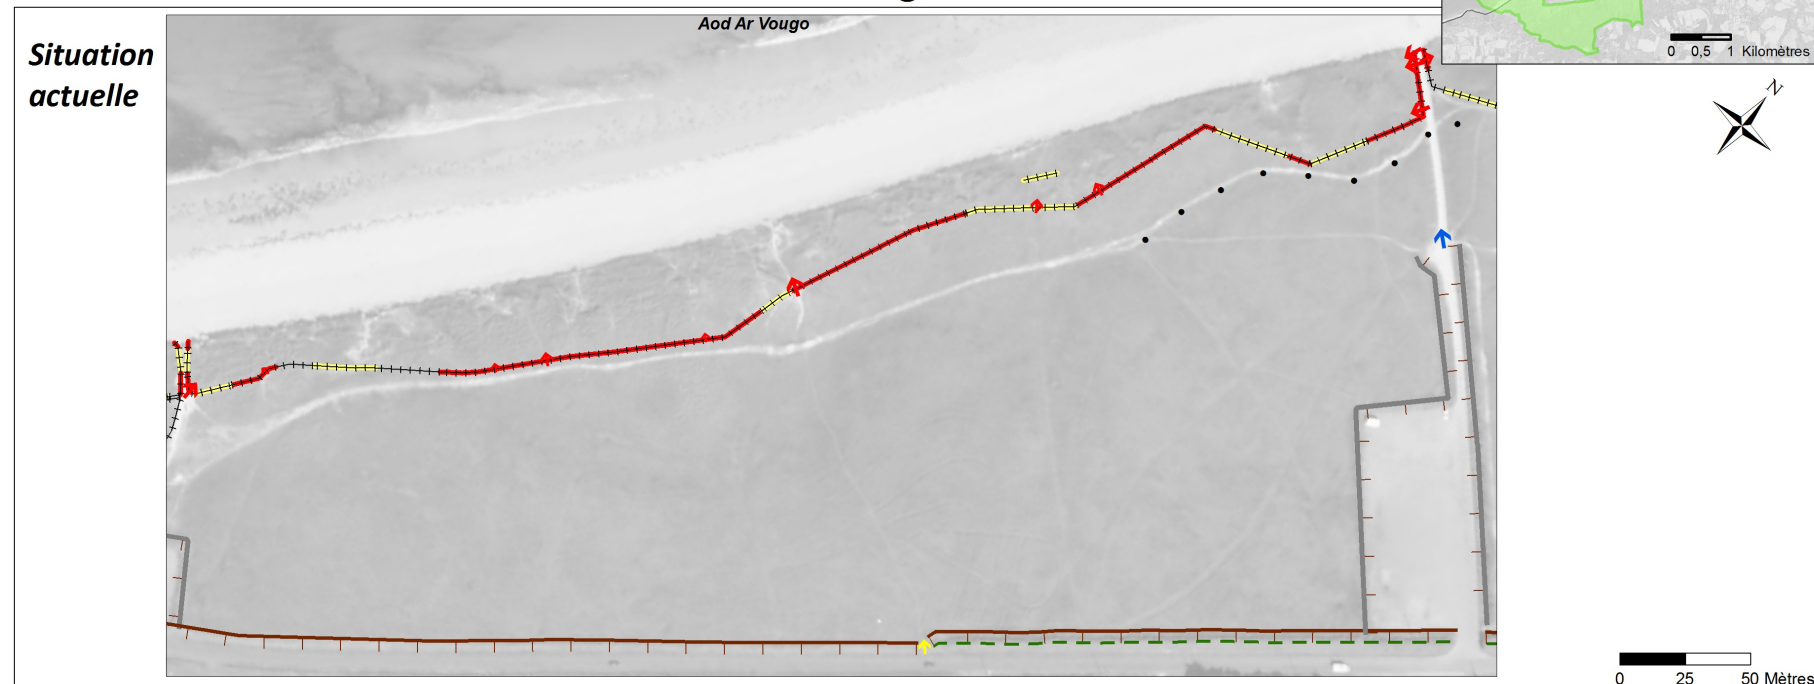 Aod Ar Vougo
Situation
actuelle
0 0,5 1 Kilomètres
N
0 25 50 Mètres